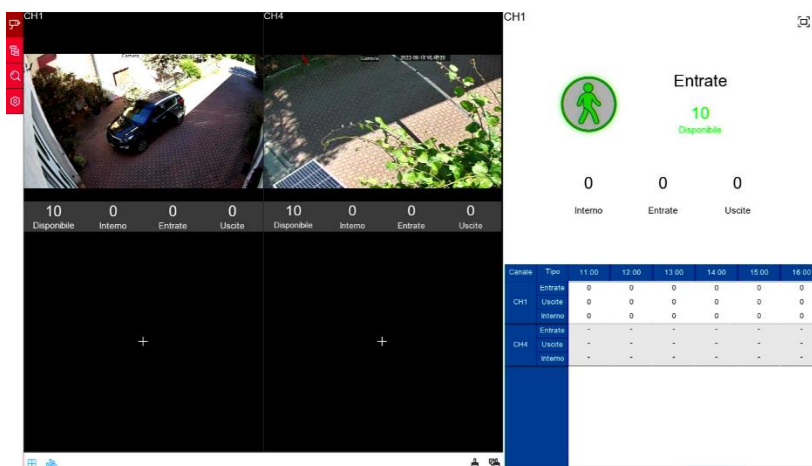 CH1
CH4
CH1
Camera
Camera
Entrate
10
Disponibile
10 0 0 0
Disponibile Interno Entrate Uscite
10 0 0 0
Disponibile Interno Entrate Uscite
0 0 0
Interno Entrate Uscite
Canale Tipo 11:00 12:00 13:00 14:00 15:00 16:00
CH1
Entrate 0 0 0 0 0 0
Uscite 0 0 0 0 0 0
Interno 0 0 0 0 0 0
CH4
Entrate - - - - - -
Uscite - - - - - -
Interno - - - - - -